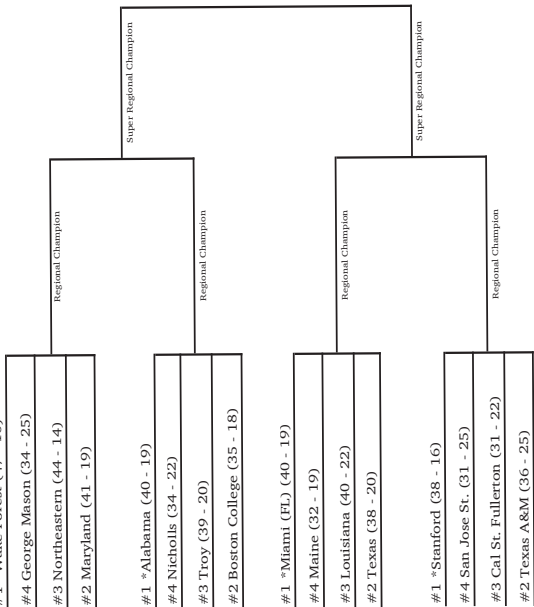 Super Regional Champion
Super Regional Champion
Regional Champion
Regional Champion
Regional Champion
Regional Champion
#4 George Mason (34 - 25)
#3 Northeastern (44 - 14)
#2 Maryland (41 - 19)
#1 *Alabama (40 - 19)
#4 Nicholls (34 - 22)
#3 Troy (39 - 20)
#2 Boston College (35 - 18)
#1 *Miami (FL) (40 - 19)
#4 Maine (32 - 19)
#3 Louisiana (40 - 22)
#2 Texas (38 - 20)
#1 *Stanford (38 - 16)
#4 San Jose St. (31 - 25)
#3 Cal St. Fullerton (31 - 22)
#2 Texas A&M (36 - 25)